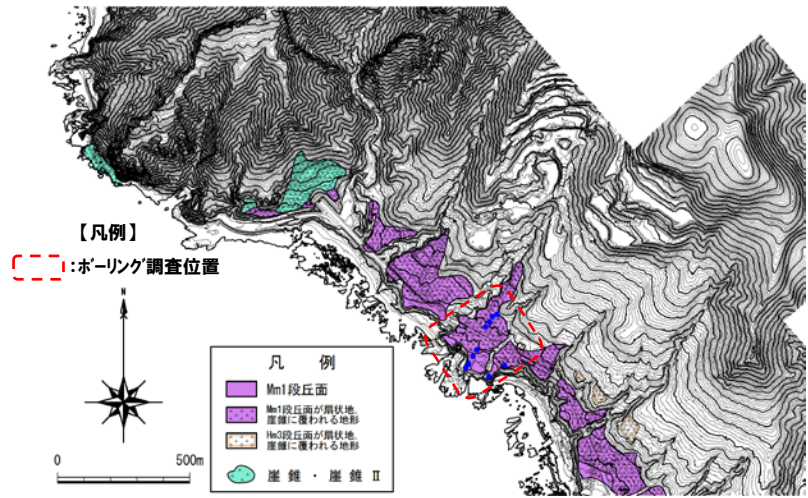 【凡例】
:ボーリング調査位置
N
0 500m
凡 例
Mm1段丘面
Mm1段丘面が扇状地、
崖錐に覆われる地形
Hm3段丘面が扇状地、
崖錐に覆われる地形
崖錐・崖錐Ⅱ